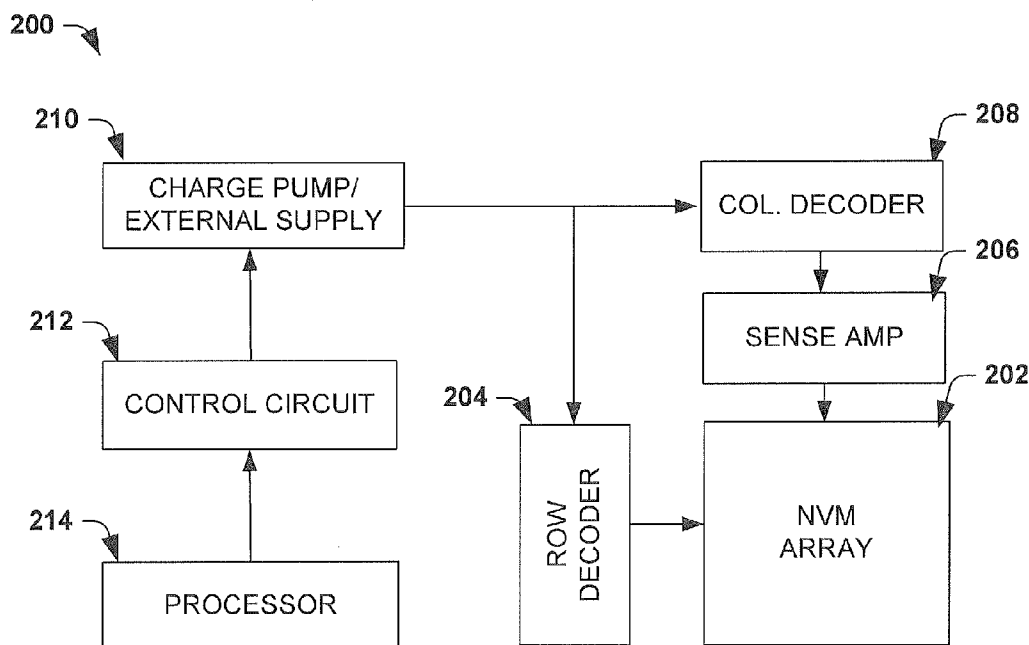 200
210
208
CHARGE PUMP/
EXTERNAL SUPPLY
COL. DECODER
206
212
SENSE AMP
202
204
CONTROL CIRCUIT
214
ROW
DECODER
NVM
ARRAY
PROCESSOR